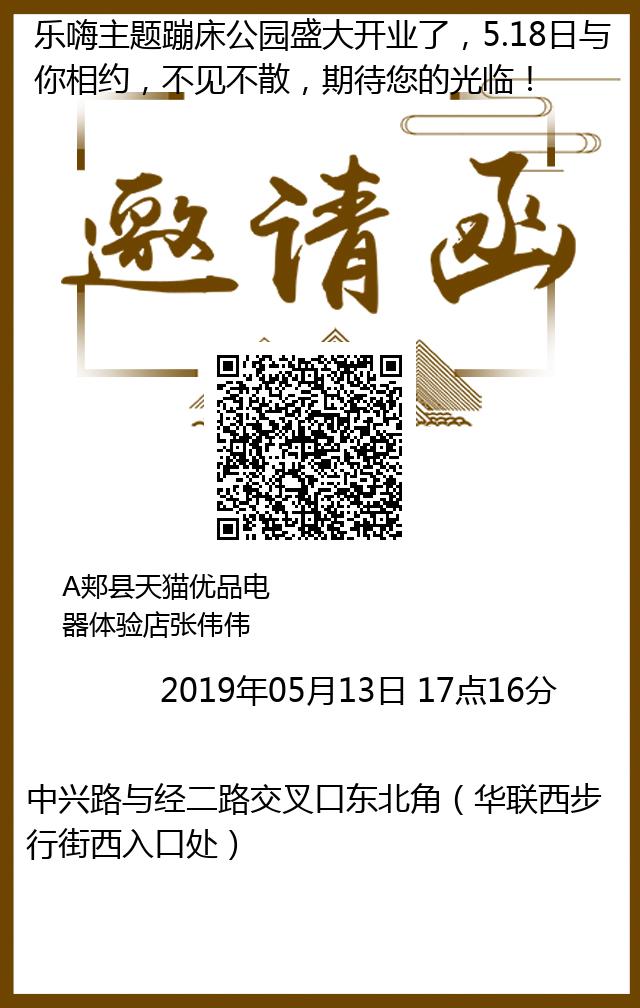 乐嗨主题蹦床公园盛大开业了，5.18日与
你相约，不见不散，期待您的光临！
邀请函
A郏县天猫优品电
器体验店张伟伟
2019年05月13日 17点16分
中兴路与经二路交叉口东北角（华联西步
行街西入口处）